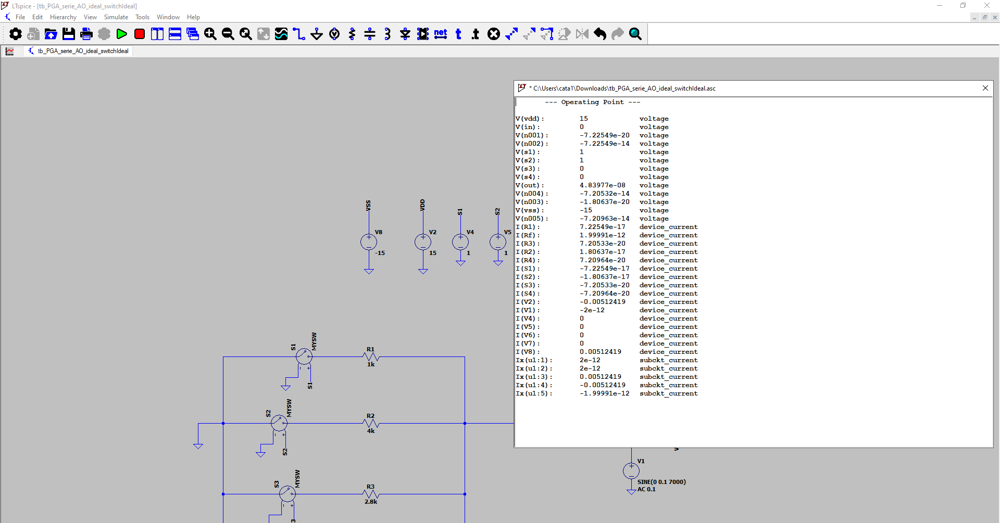 LTspice - [tb_PGA_serie_AO_ideal_switchIdeal]
File Edit Hierarchy View Simulate Tools Window Help
net t .t
tb_PGA_serie_AO_ideal_switchIdeal
* C:\Users\cata1\Downloads\tb_PGA_serie_AO_ideal_switchIdeal.asc
--- Operating Point ---
V(vdd): 15 voltage
V(in): 0 voltage
V(n001): -7.22549e-20 voltage
V(n002): -7.22549e-14 voltage
V(s1): 1 voltage
V(s2): 1 voltage
V(s3): 0 voltage
V(s4): 0 voltage
V(out): 4.83977e-08 voltage
V(n004): -7.20532e-14 voltage
V(n003): -1.80637e-20 voltage
V(vss): -15 voltage
V(n005): -7.20963e-14 voltage
I(R1): 7.22549e-17 device_current
I(Rf): 1.99991e-12 device_current
I(R3): 7.20533e-20 device_current
I(R2): 1.80637e-17 device_current
I(R4): 7.20964e-20 device_current
I(S1): -7.22549e-17 device_current
I(S2): -1.80637e-17 device_current
I(S3): -7.20533e-20 device_current
I(S4): -7.20964e-20 device_current
I(V2): -0.00512419 device_current
I(V1): -2e-12 device_current
I(V4): 0 device_current
I(V5): 0 device_current
I(V6): 0 device_current
I(V7): 0 device_current
I(V8): 0.00512419 device_current
Ix(u1:1): 2e-12 subckt_current
Ix(u1:2): 2e-12 subckt_current
Ix(u1:3): 0.00512419 subckt_current
Ix(u1:4): -0.00512419 subckt_current
Ix(u1:5): -1.99991e-12 subckt_current
VSS VDD S1 S2
V8 V2 V4 V5
-15 15 1 1
S1 MYSW R1
1k
S1
S2 MYSW R2
4k
S2
V1
SINE(0 0.1 7000)
AC 0.1
S3 MYSW R3
2.8k